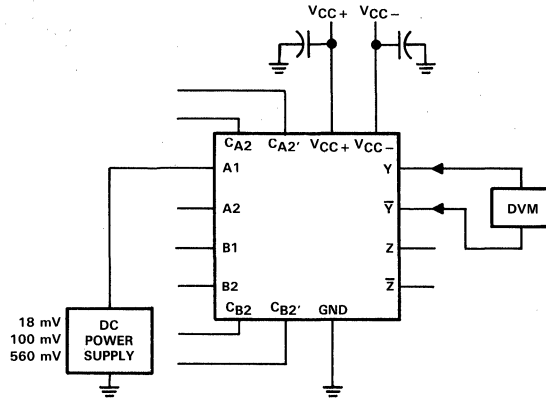 VCC+ VCC−
CA2 CA2' VCC+ VCC−
A1 Y
A2 Y̅ DVM
B1 Z
B2 Z̅
CB2 CB2' GND
18 mV DC
100 mV POWER
560 mV SUPPLY